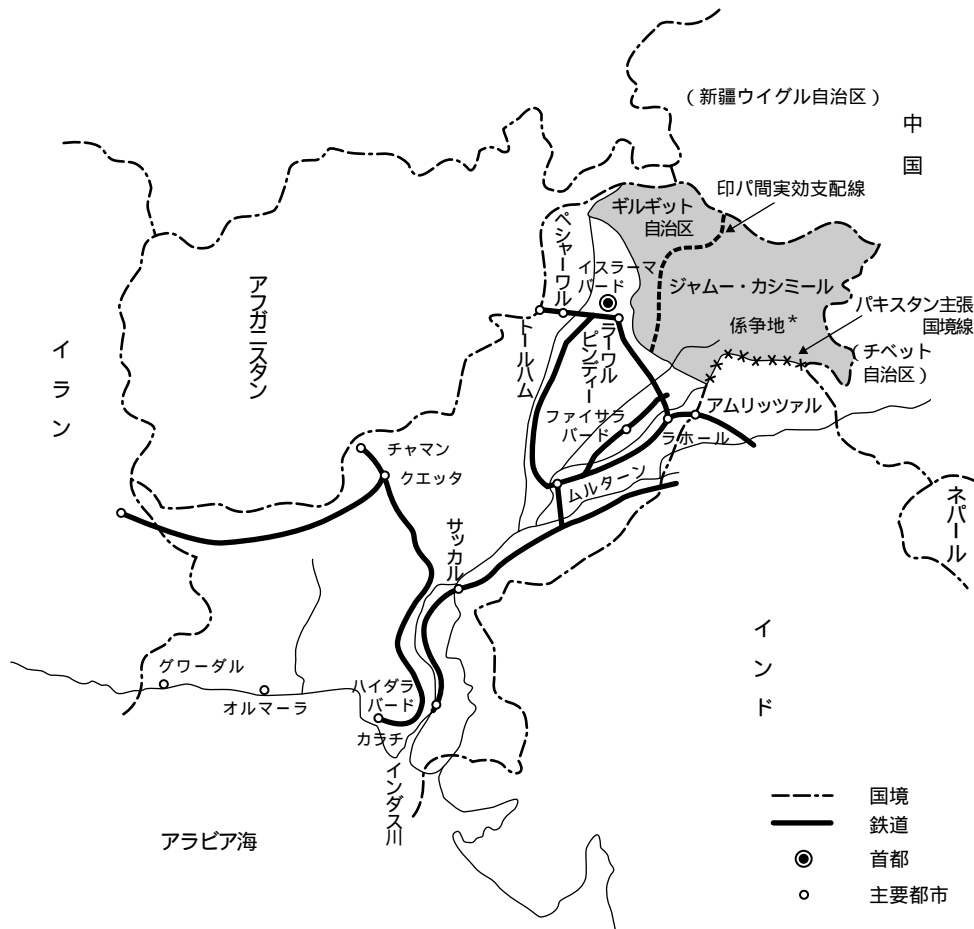 （新疆ウイグル自治区）
中国
印パ間実効支配線
ギルギット
自治区
ペシャーワル
イスラーマ
バード
ジャムー・カシミール
係争地*
パキスタン主張
国境線
（チベット
自治区）
アフガニスタン
イラン
トールハム
ラーワル
ピンディー
アムリッツァル
ファイサラ
バード
ラホール
チャマン
クエッタ
ムルターン
ネパール
サッカル
インド
グワーダル
オルマーラ
ハイダラ
バード
カラチ
インダス川
アラビア海
国境
鉄道
首都
主要都市